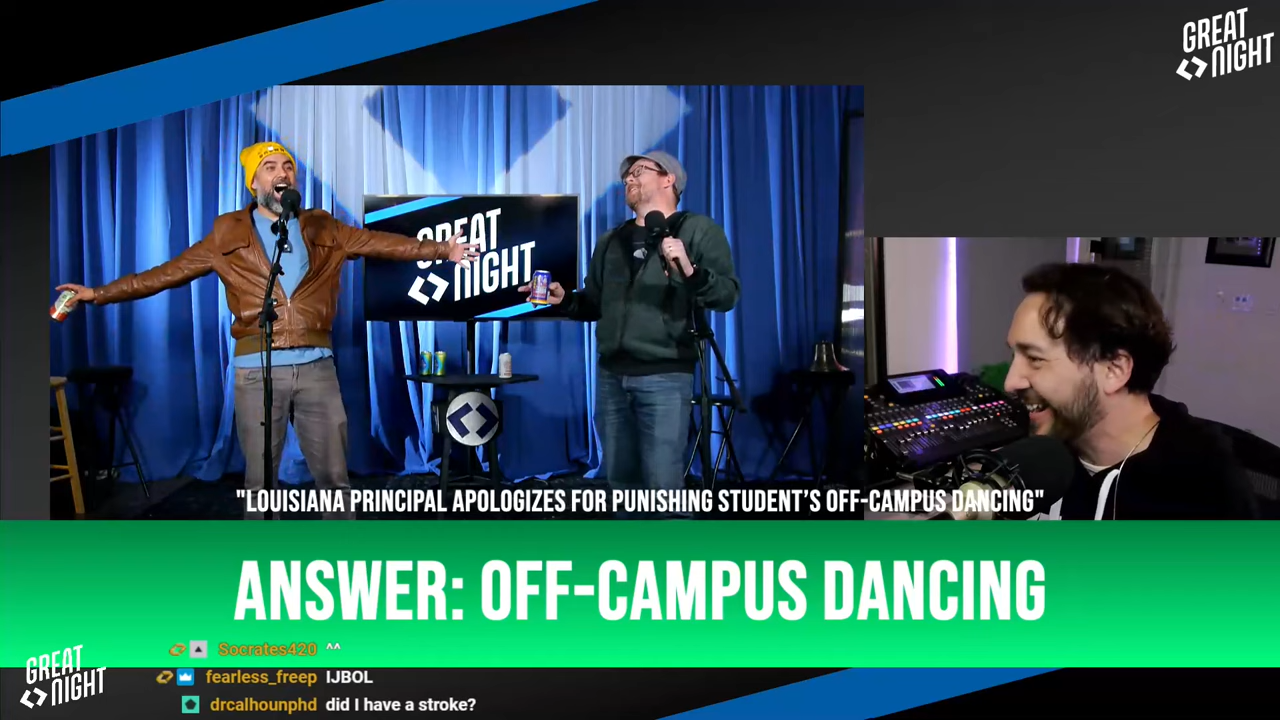 GREAT
NIGHT
GREAT
NIGHT
"LOUISIANA PRINCIPAL APOLOGIZES FOR PUNISHING STUDENT’S OFF-CAMPUS DANCING"
ANSWER: OFF-CAMPUS DANCING
Socrates420 ^^
fearless_freep IJBOL
drcalhounphd did I have a stroke?
GREAT
NIGHT